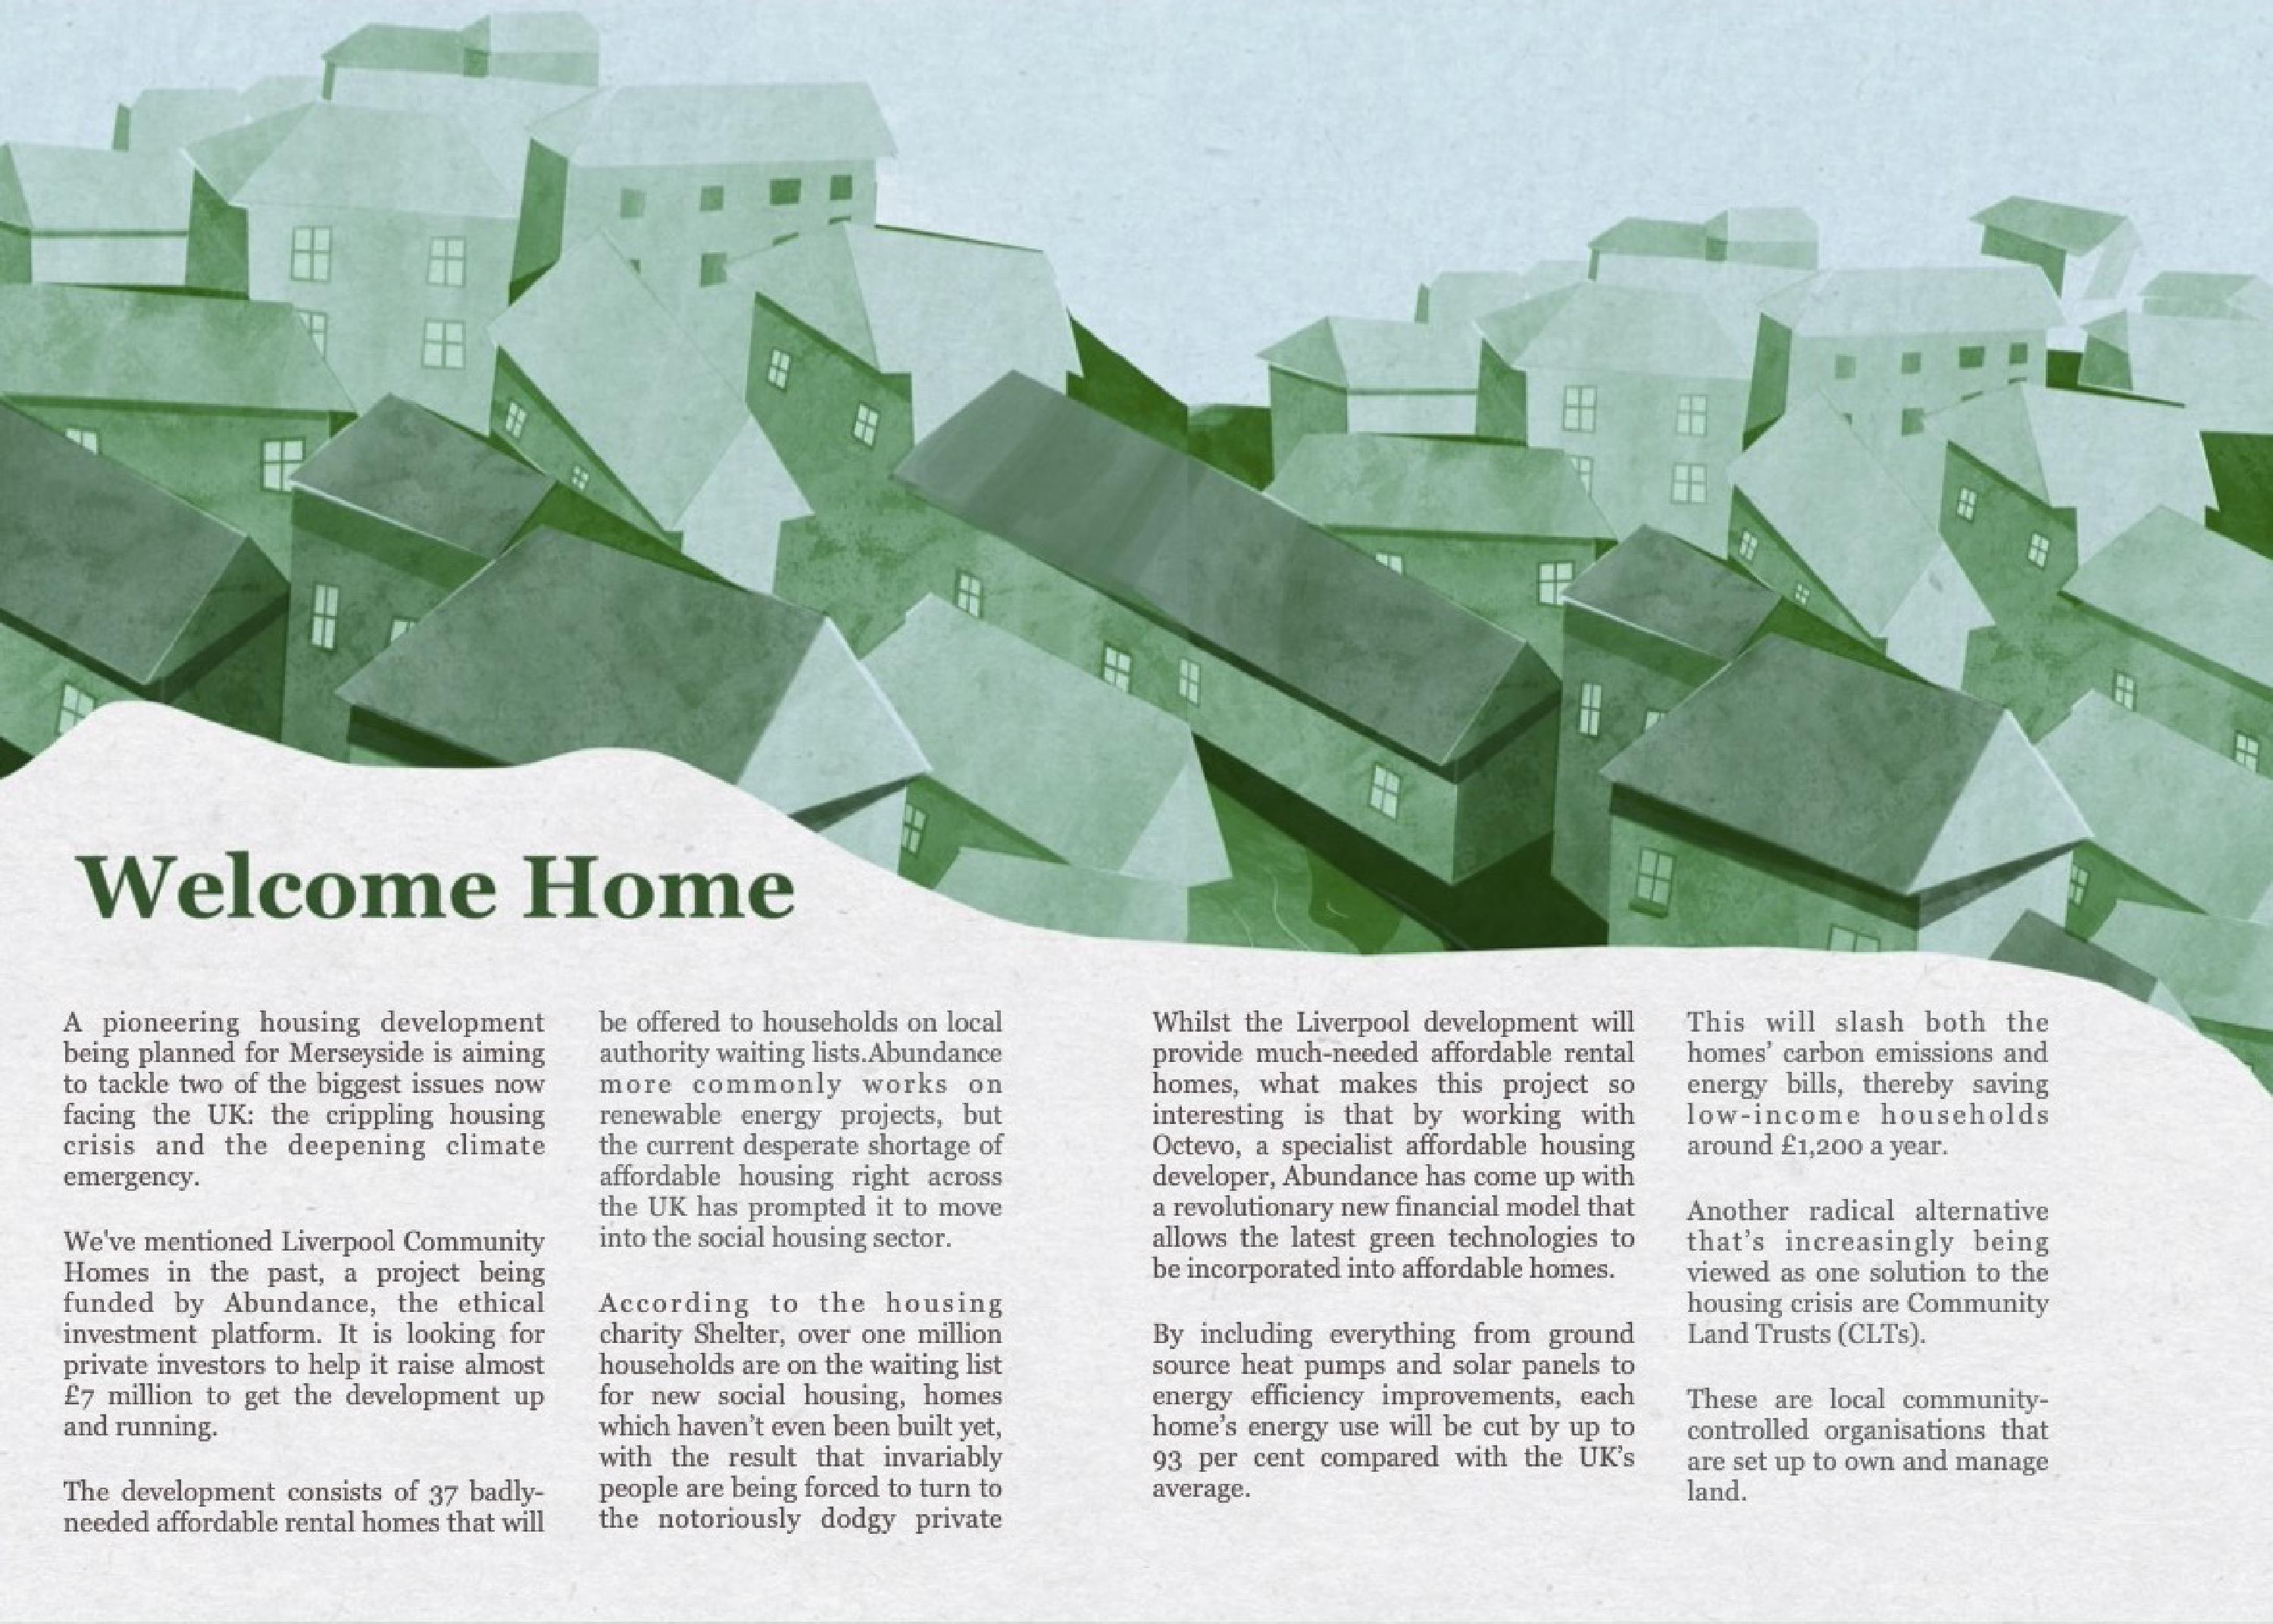 Welcome Home
A pioneering housing development
being planned for Merseyside is aiming
to tackle two of the biggest issues now
facing the UK: the crippling housing
crisis and the deepening climate
emergency.
We've mentioned Liverpool Community
Homes in the past, a project being
funded by Abundance, the ethical
investment platform. It is looking for
private investors to help it raise almost
£7 million to get the development up
and running.
The development consists of 37 badly-
needed affordable rental homes that will
be offered to households on local
authority waiting lists.Abundance
more commonly works on
renewable energy projects, but
the current desperate shortage of
affordable housing right across
the UK has prompted it to move
into the social housing sector.
According to the housing
charity Shelter, over one million
households are on the waiting list
for new social housing, homes
which haven’t even been built yet,
with the result that invariably
people are being forced to turn to
the notoriously dodgy private
Whilst the Liverpool development will
provide much-needed affordable rental
homes, what makes this project so
interesting is that by working with
Octevo, a specialist affordable housing
developer, Abundance has come up with
a revolutionary new financial model that
allows the latest green technologies to
be incorporated into affordable homes.
By including everything from ground
source heat pumps and solar panels to
energy efficiency improvements, each
home’s energy use will be cut by up to
93 per cent compared with the UK’s
average.
This will slash both the
homes’ carbon emissions and
energy bills, thereby saving
low-income households
around £1,200 a year.
Another radical alternative
that’s increasingly being
viewed as one solution to the
housing crisis are Community
Land Trusts (CLTs).
These are local community-
controlled organisations that
are set up to own and manage
land.